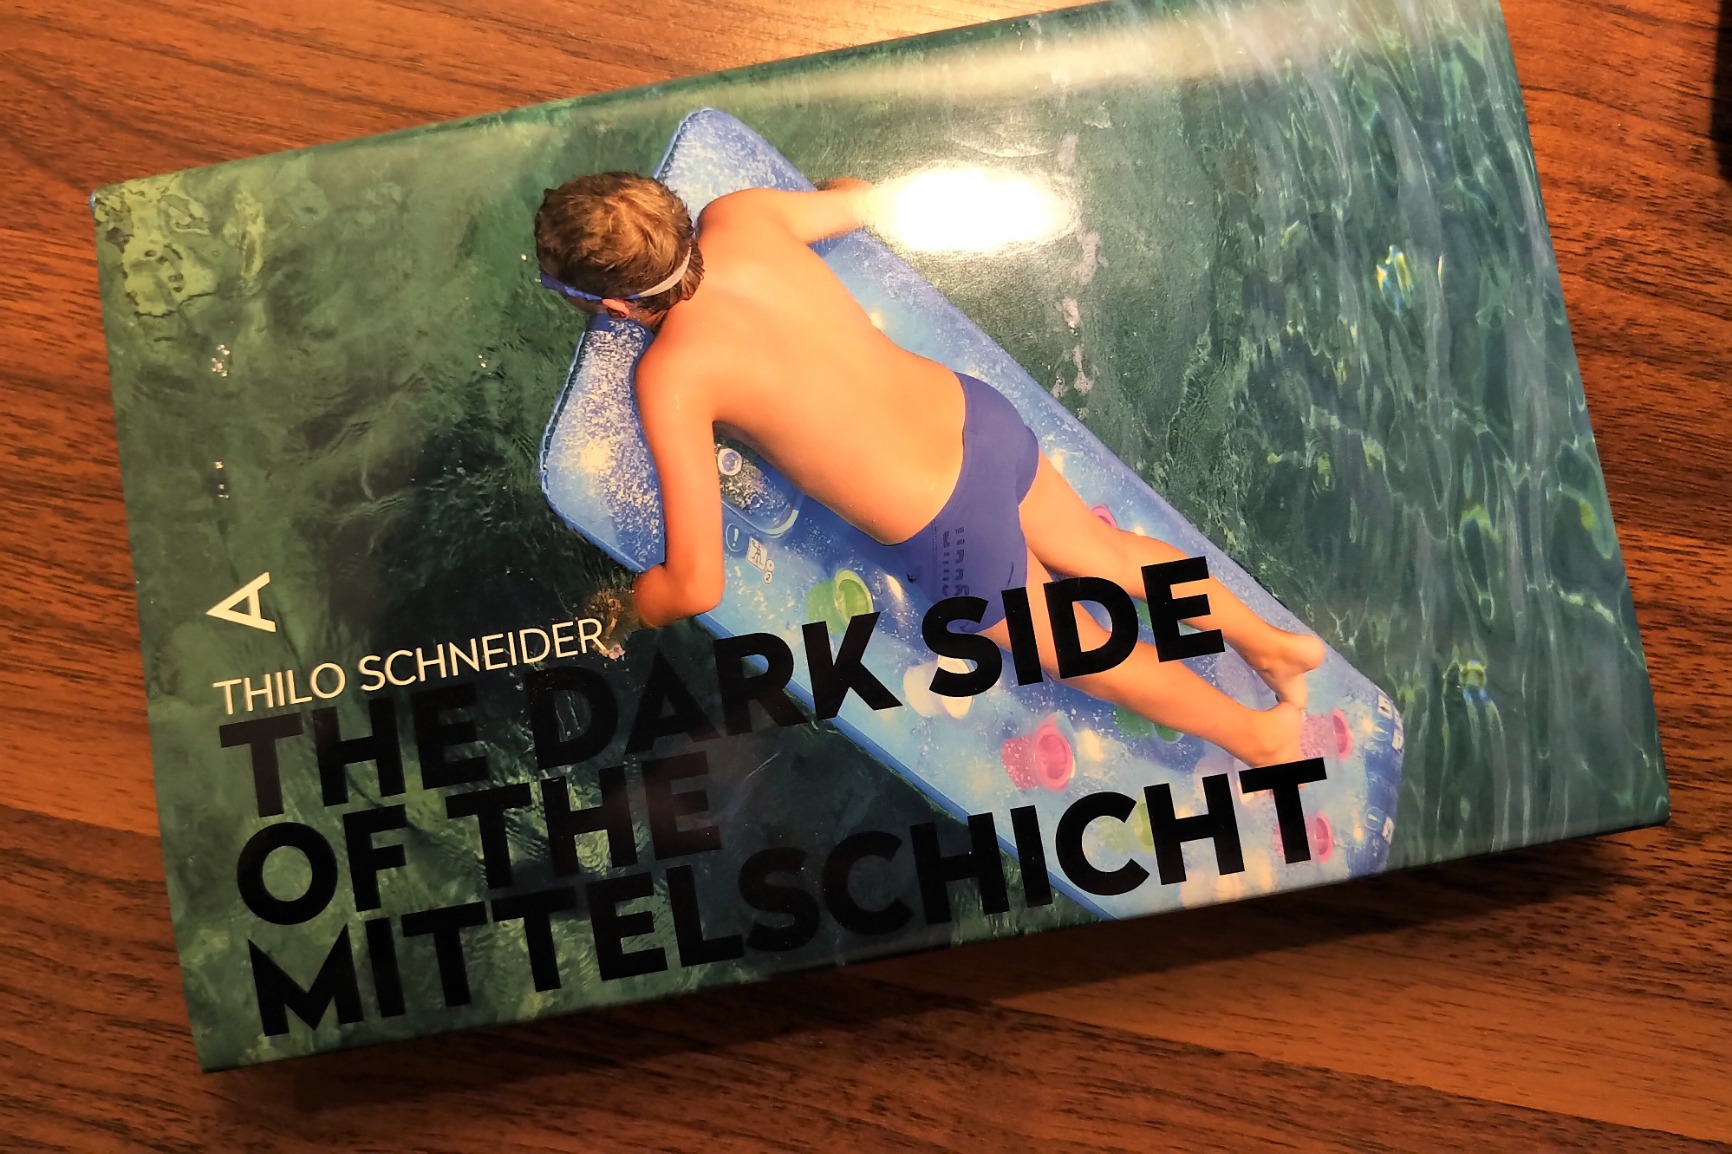 A
THILO SCHNEIDER
THE DARK SIDE
OF THE
MITTELSCHICHT